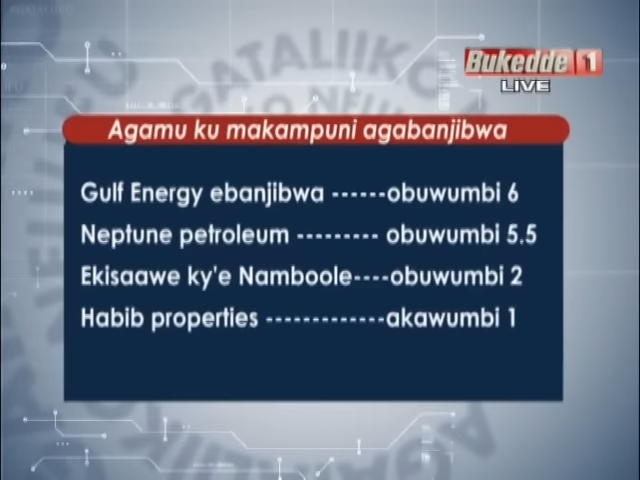 Bukedde 1
LIVE
Agamu ku makampuni agabanjibwa
Gulf Energy ebanjibwa ------obuwumbi 6
Neptune petroleum --------- obuwumbi 5.5
Ekisaawe ky'e Namboole----obuwumbi 2
Habib properties -------------akawumbi 1
GATALIIKO